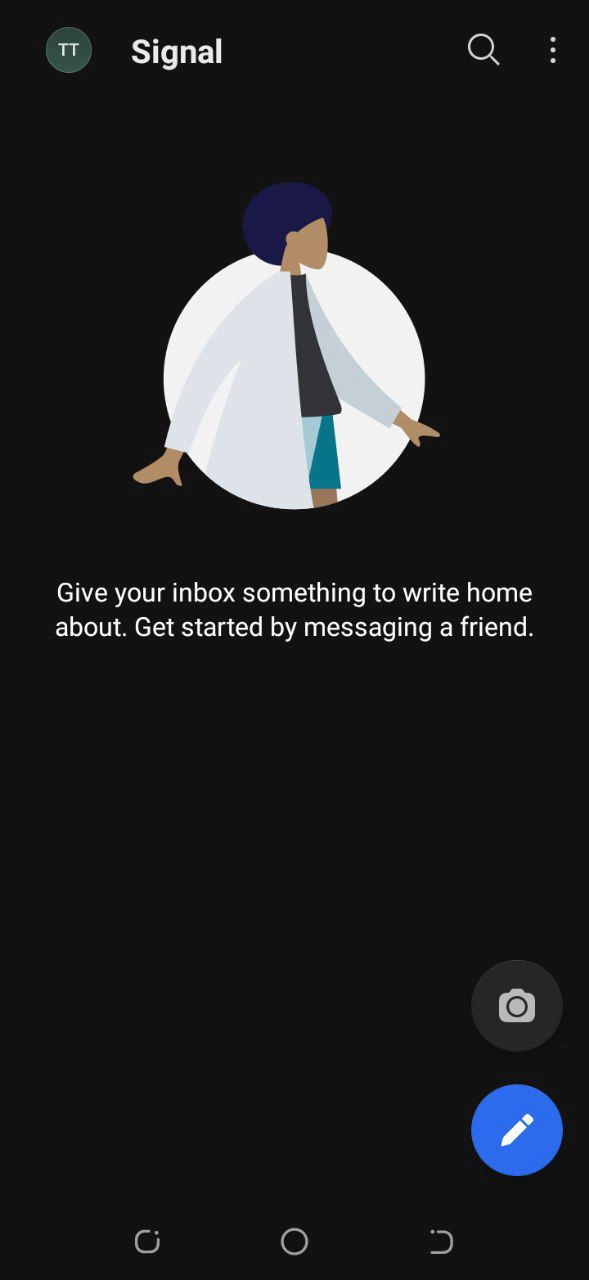 TT
Signal
Give your inbox something to write home
about. Get started by messaging a friend.